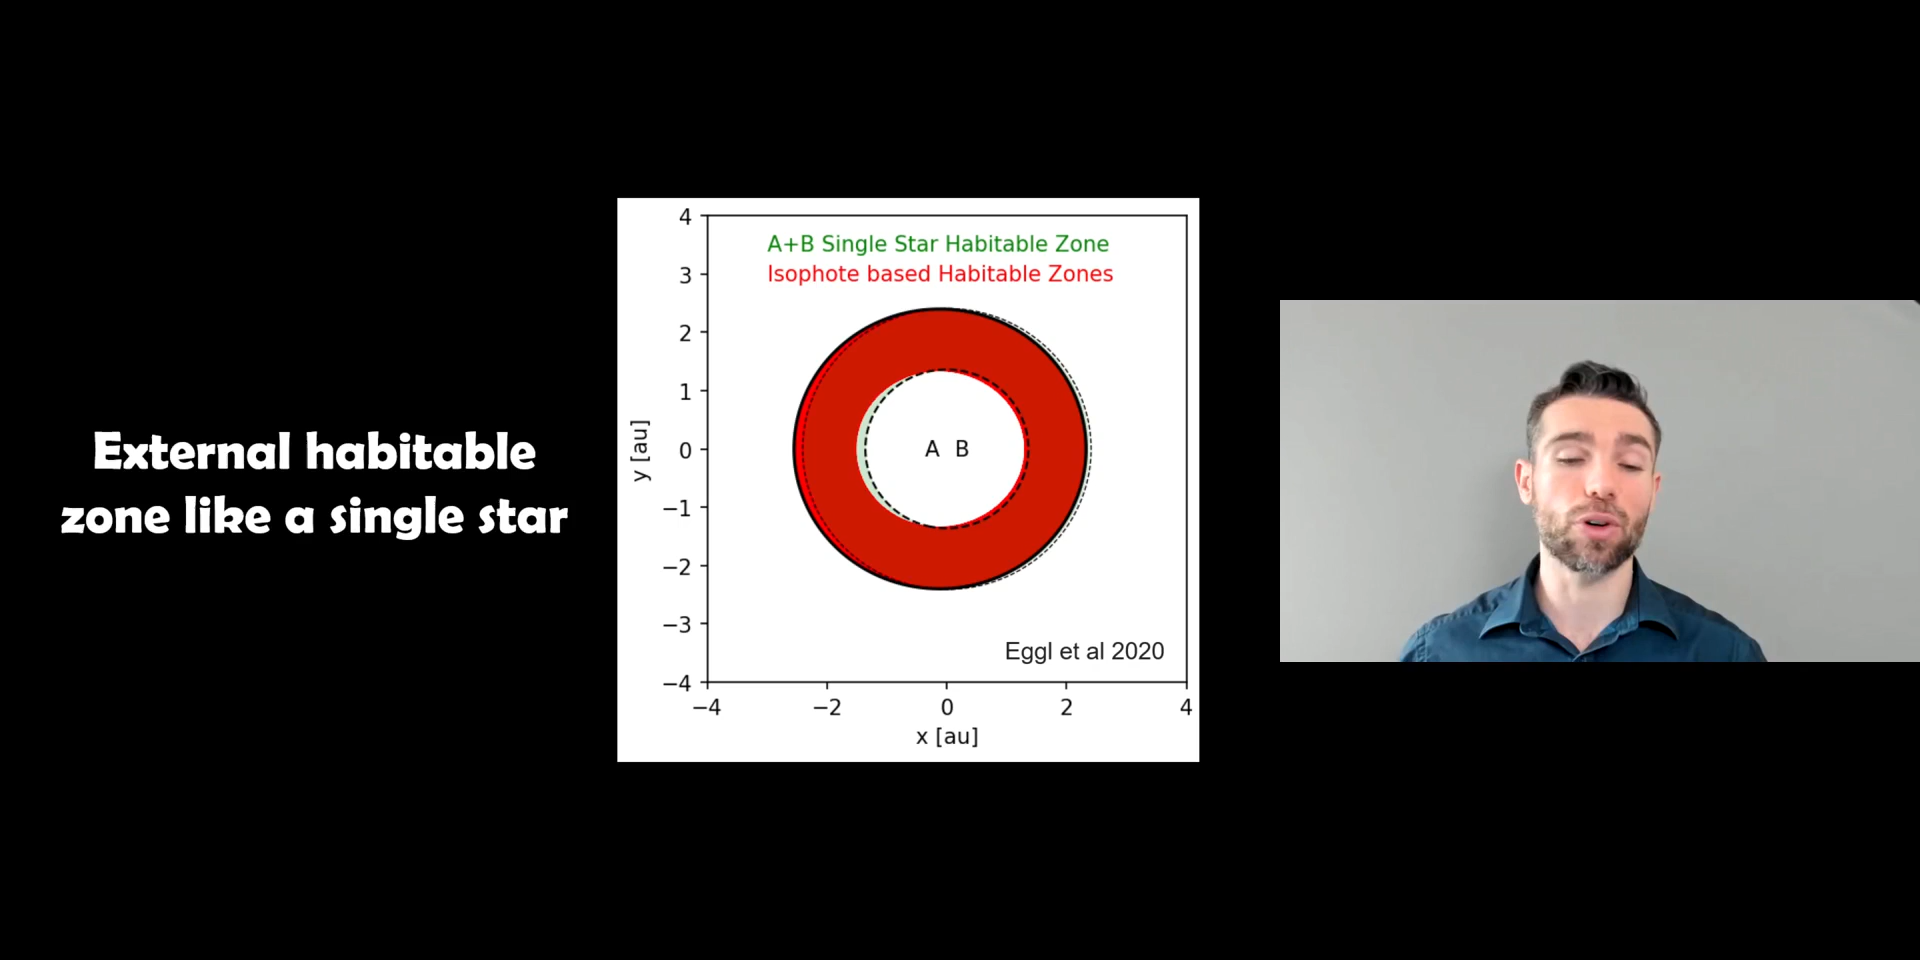 External habitable
zone like a single star
A+B Single Star Habitable Zone
Isophote based Habitable Zones
4
3
2
1
0
−1
−2
−3
−4
y [au]
A B
Eggl et al 2020
−4 −2 0 2 4
x [au]